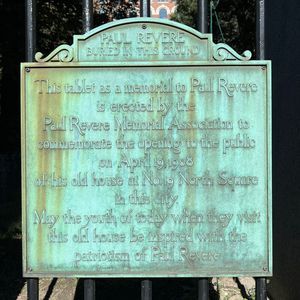 PAUL REVERE
BURIED IN THIS GROUND
This tablet as a memorial to Paul Revere
is erected by the
Paul Revere Memorial Association to
commemorate the opening to the public
on April 19, 1908
of his old house at No. 19 North Square
in this city.
May the youth of today when they visit
this old house be inspired with the
patriotism of Paul Revere